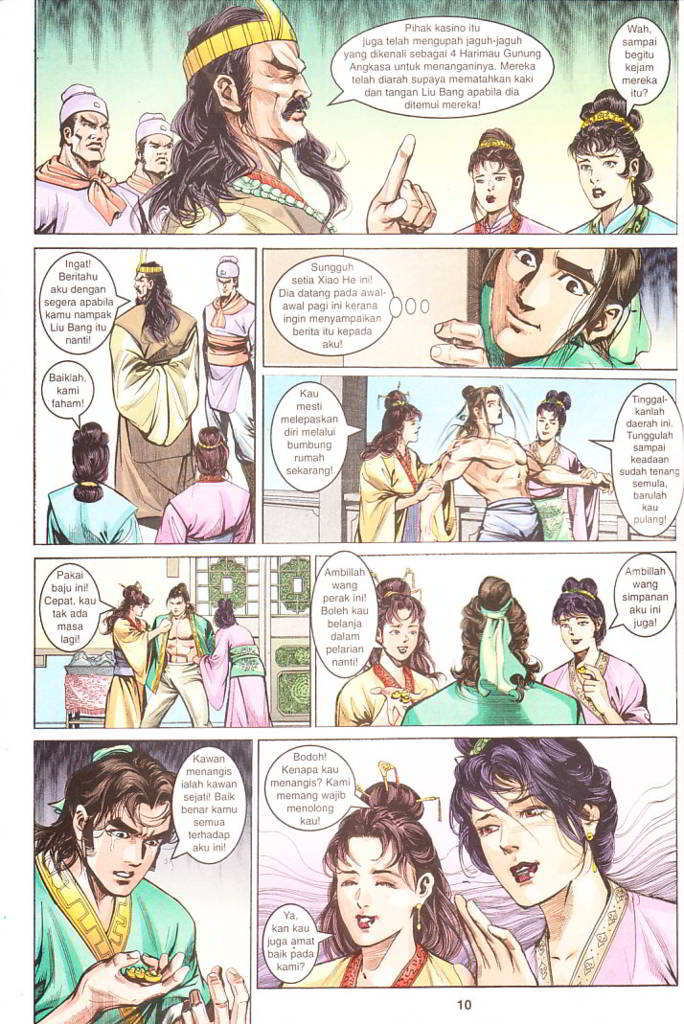 Pihak kasino itu
juga telah mengupah jaguh-jaguh
yang dikenali sebagai 4 Harimau Gunung
Angkasa untuk menanganinya. Mereka
telah diarah supaya mematahkan kaki
dan tangan Liu Bang apabila dia
ditemui mereka!
Wah,
sampai
begitu
kejam
mereka
itu?
Ingat!
Beritahu
aku dengan
segera apabila
kamu nampak
Liu Bang itu
nanti!
Baiklah,
kami
faham!
Sungguh
setia Xiao He ini!
Dia datang pada awal-
awal pagi ini kerana
ingin menyampaikan
berita itu kepada
aku!
Kau
mesti
melepaskan
diri melalui
bumbung
rumah
sekarang!
Tinggal-
kanlah
daerah ini.
Tunggulah
sampai
keadaan
sudah tenang
semula,
barulah
kau
pulang!
Pakai
baju ini!
Cepat, kau
tak ada
masa
lagi!
Ambillah
wang
perak ini!
Boleh kau
belanja
dalam
pelarian
nanti!
Ambillah
wang
simpanan
aku ini
juga!
Kawan
menangis
ialah kawan
sejati! Baik
benar kamu
semua
terhadap
aku ini!
Bodoh!
Kenapa kau
menangis? Kami
memang wajib
menolong
kau!
Ya,
kan kau
juga amat
baik pada
kami?
10